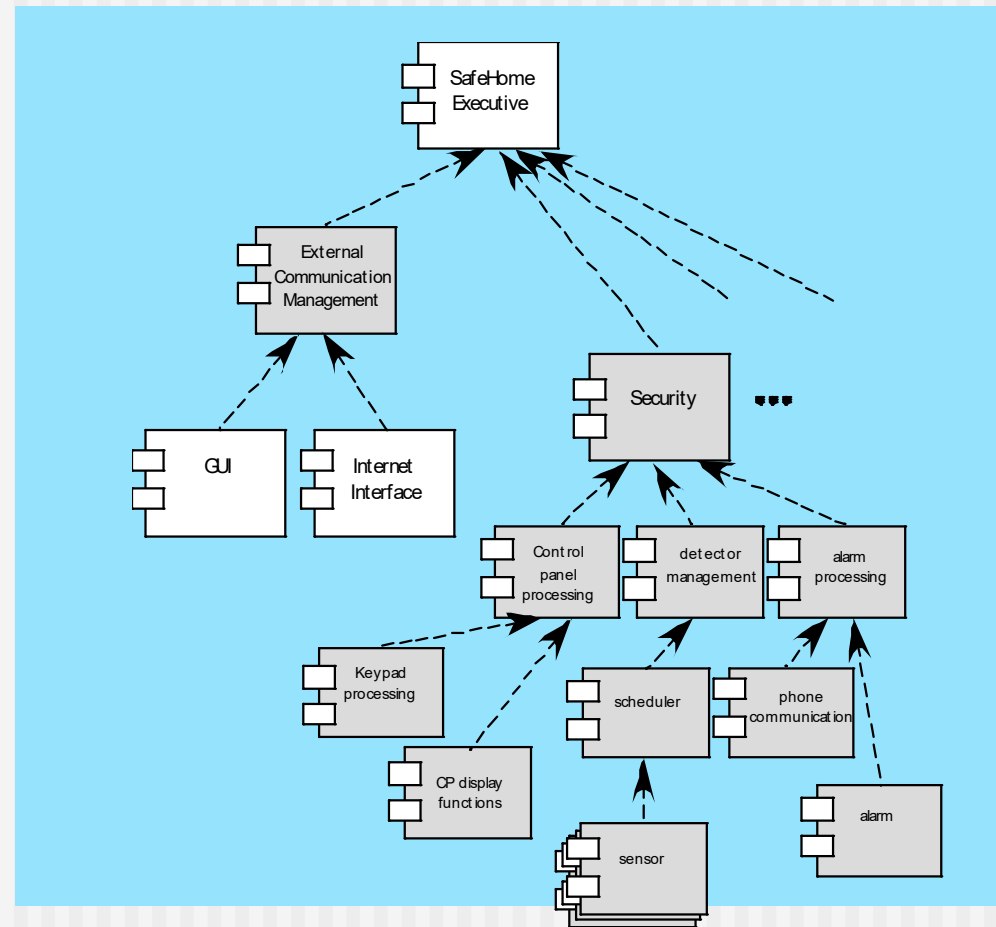 SafeHome
Executive
External
Communication
Management
Security
GUI
Internet
Interface
Control
panel
processing
detector
management
alarm
processing
Keypad
processing
scheduler
phone
communication
CP display
functions
alarm
sensor